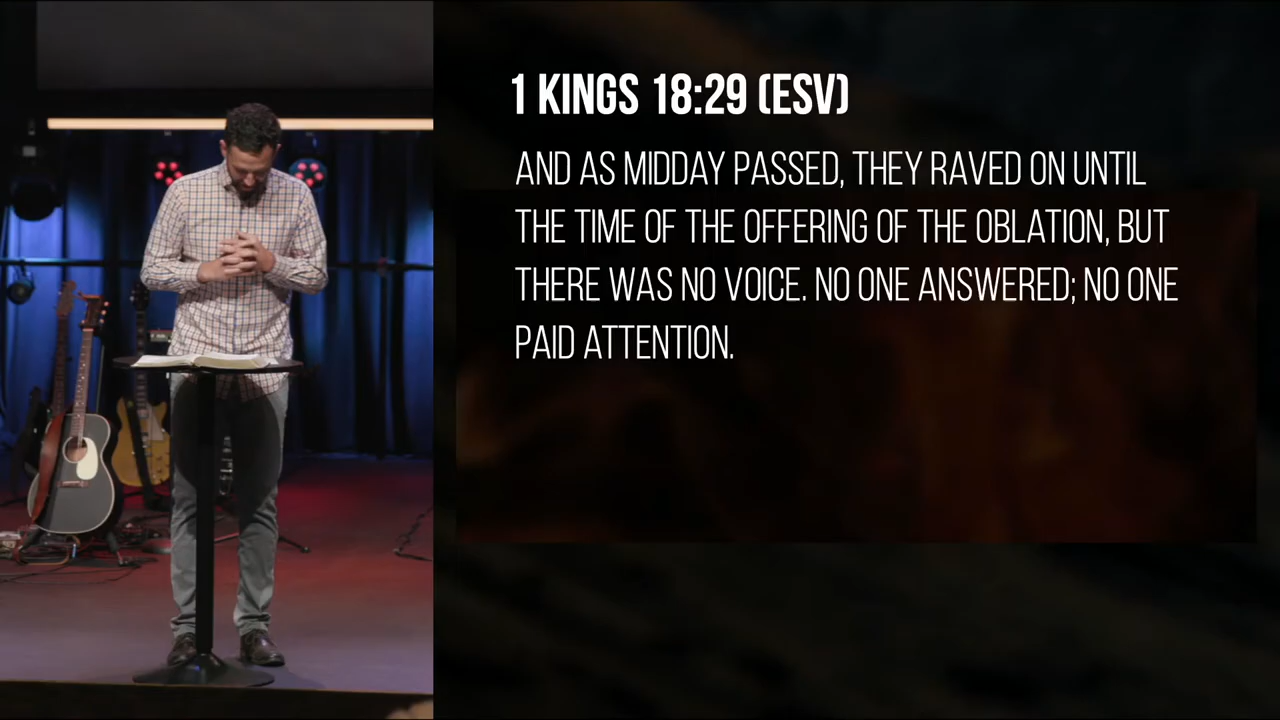 1 KINGS 18:29 (ESV)
AND AS MIDDAY PASSED, THEY RAVED ON UNTIL
THE TIME OF THE OFFERING OF THE OBLATION, BUT
THERE WAS NO VOICE. NO ONE ANSWERED; NO ONE
PAID ATTENTION.